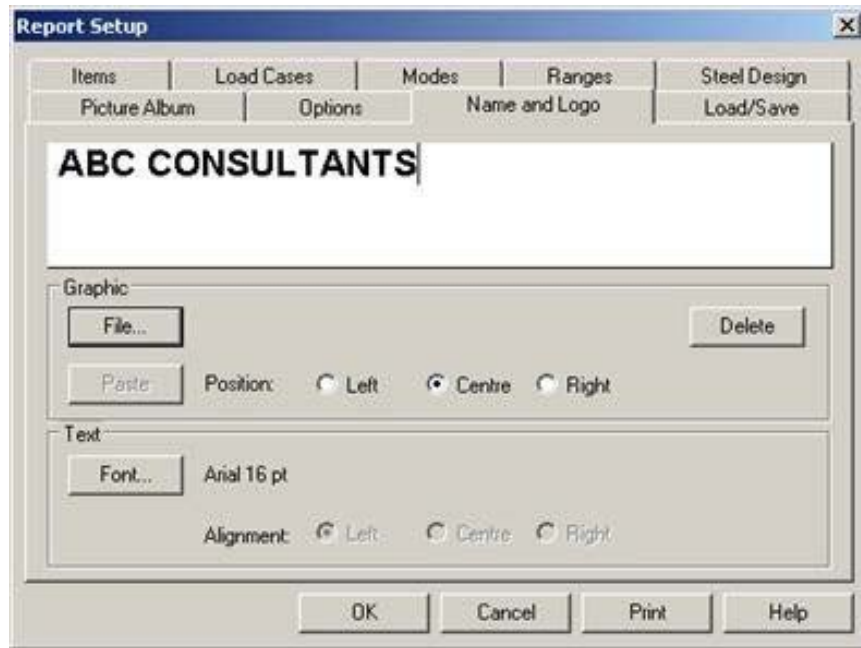 Report Setup
Items Load Cases Modes Ranges Steel Design
Picture Album Options Name and Logo Load/Save
ABC CONSULTANTS
Graphic
File... Delete
Paste Position: Left Centre Right
Text
Font... Arial 16 pt
Alignment: Left Centre Right
OK Cancel Print Help